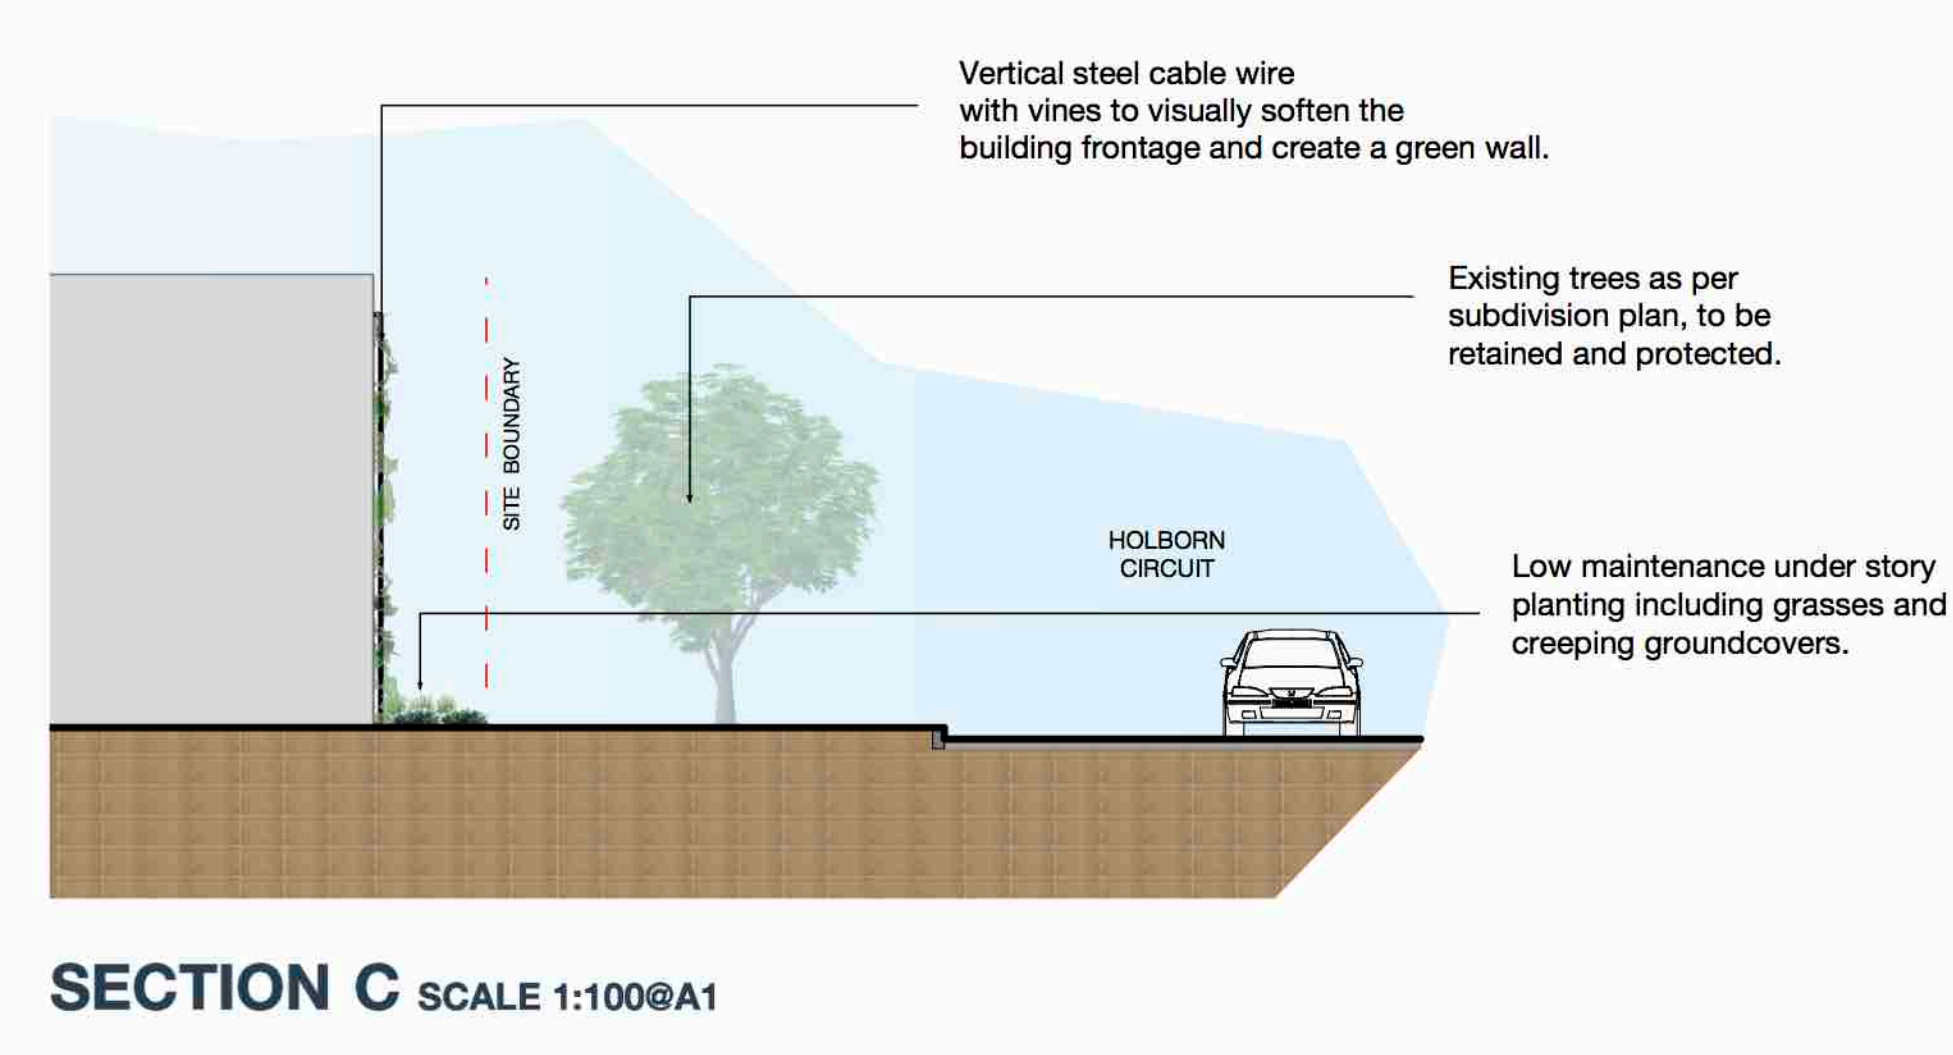 Vertical steel cable wire
with vines to visually soften the
building frontage and create a green wall.
Existing trees as per
subdivision plan, to be
retained and protected.
SITE BOUNDARY
HOLBORN
CIRCUIT
Low maintenance under story
planting including grasses and
creeping groundcovers.
SECTION C SCALE 1:100@A1